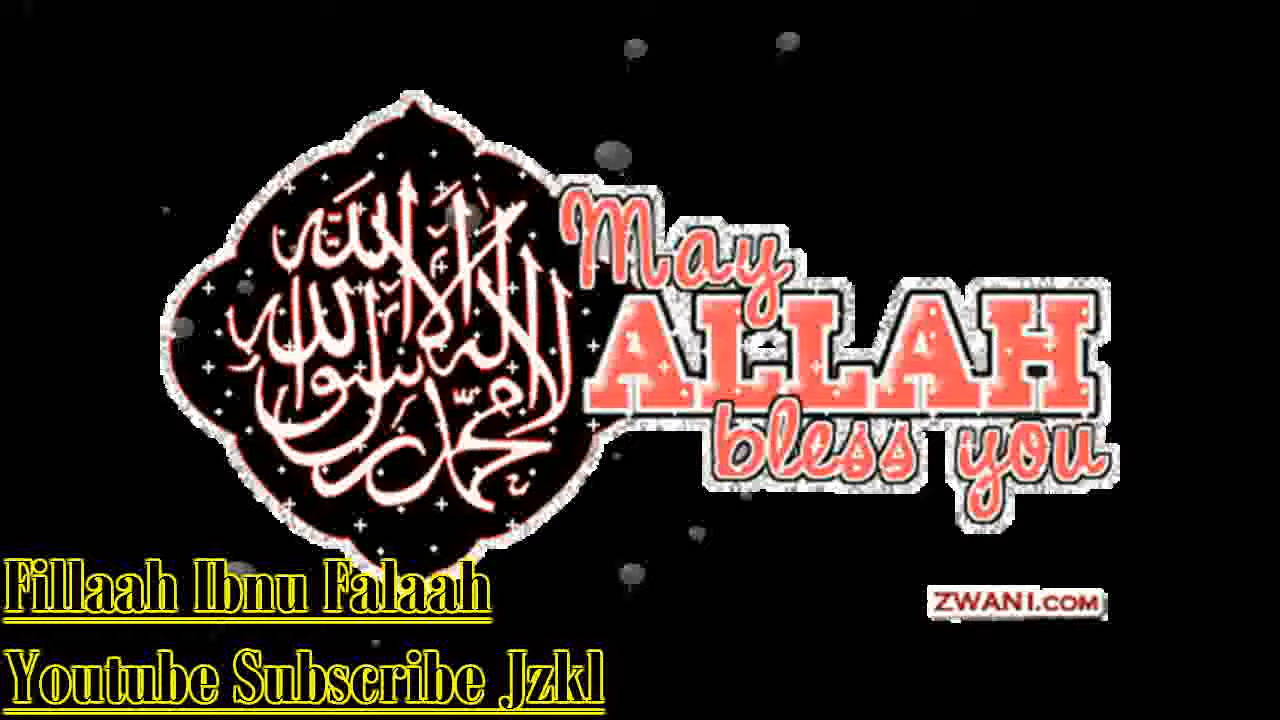 لا إله إلا الله
محمد رسول الله
May
ALLAH
bless you
ZWANI.COM
Fillaah Ibnu Falaah
Youtube Subscribe Jzkl